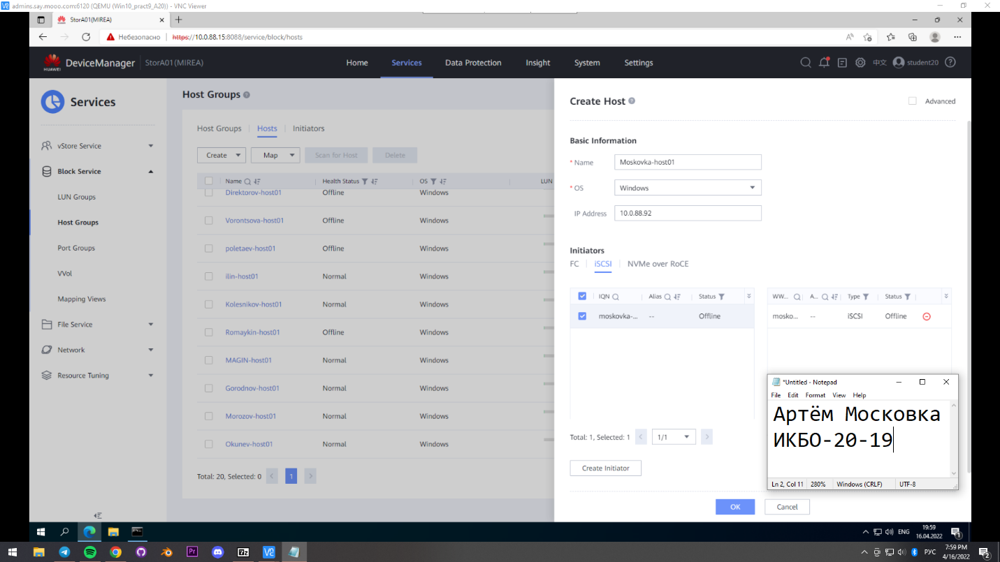 admins.say.mooo.com:6120 (QEMU (Win10_pract9_A20)) - VNC Viewer
StorA01(MIREA)
Небезопасно
https://10.0.88.15:8088/service/block/hosts
HUAWEI
DeviceManager
StorA01(MIREA)
Home
Services
Data Protection
Insight
System
Settings
中文
student20
Services
vStore Service
Block Service
LUN Groups
Host Groups
Port Groups
VVol
Mapping Views
File Service
Network
Resource Tuning
Host Groups
Host Groups
Hosts
Initiators
Create
Map
Scan for Host
Delete
Name Health Status OS LUN
Direktorov-host01 Offline Windows
Vorontsova-host01 Offline Windows
poletaev-host01 Offline Windows
ilin-host01 Normal Windows
Kolesnikov-host01 Normal Windows
Romaykin-host01 Offline Windows
MAGIN-host01 Normal Windows
Gorodnov-host01 Normal Windows
Morozov-host01 Normal Windows
Okunev-host01 Normal Windows
Total: 20, Selected: 0
1
Create Host
Advanced
Basic Information
* Name Moskovka-host01
* OS Windows
IP Address 10.0.88.92
Initiators
FC
iSCSI
NVMe over RoCE
IQN Alias Status
moskovka-... -- Offline
WW... A... Type Status
mosko... -- iSCSI Offline
Total: 1, Selected: 1
1/1
Create Initiator
OK
Cancel
*Untitled - Notepad
File Edit Format View Help
Артём Московка
ИКБО-20-19
Ln 2, Col 11 280% Windows (CRLF) UTF-8
ENG
19:59
16.04.2022
1
Pr
7z
VE
РУС
7:59 PM
4/16/2022
2